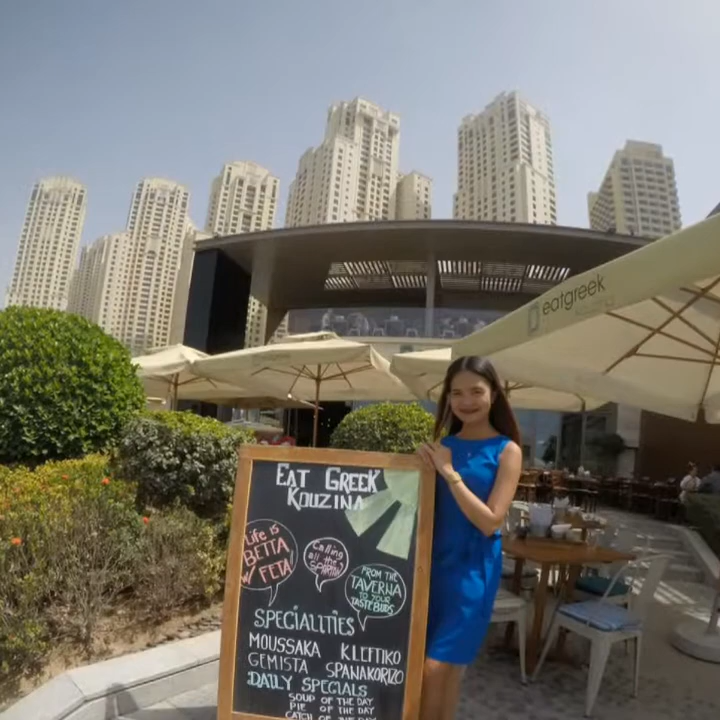 eatgreek
EAT GREEK
KOUZINA
Life is
BETTA
w/ FETA
Calling
all the
FROM THE
TAVERNA
TO YOUR
TASTEBUDS
SPECIALITIES
MOUSSAKA KLEFTIKO
GEMISTA SPANAKORIZO
DAILY SPECIALS
SOUP OF THE DAY
PIE OF THE DAY
CATCH OF THE DAY